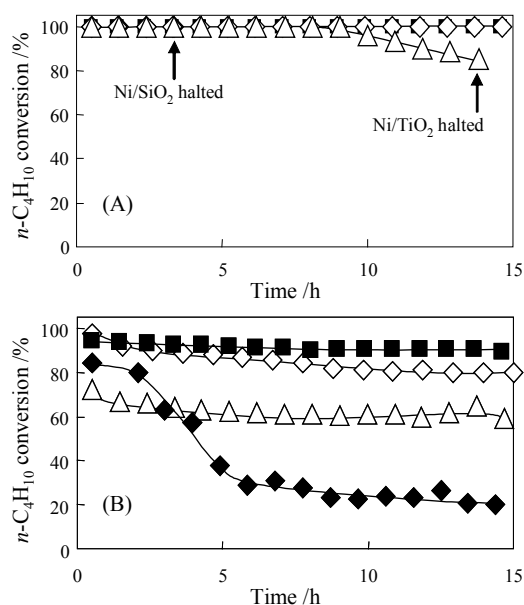 n-C₄H₁₀ conversion /%
100
80
60
40
20
0
Ni/SiO₂ halted
Ni/TiO₂ halted
(A)
0
5
10
15
Time /h
n-C₄H₁₀ conversion /%
100
80
60
40
20
0
(B)
0
5
10
15
Time /h